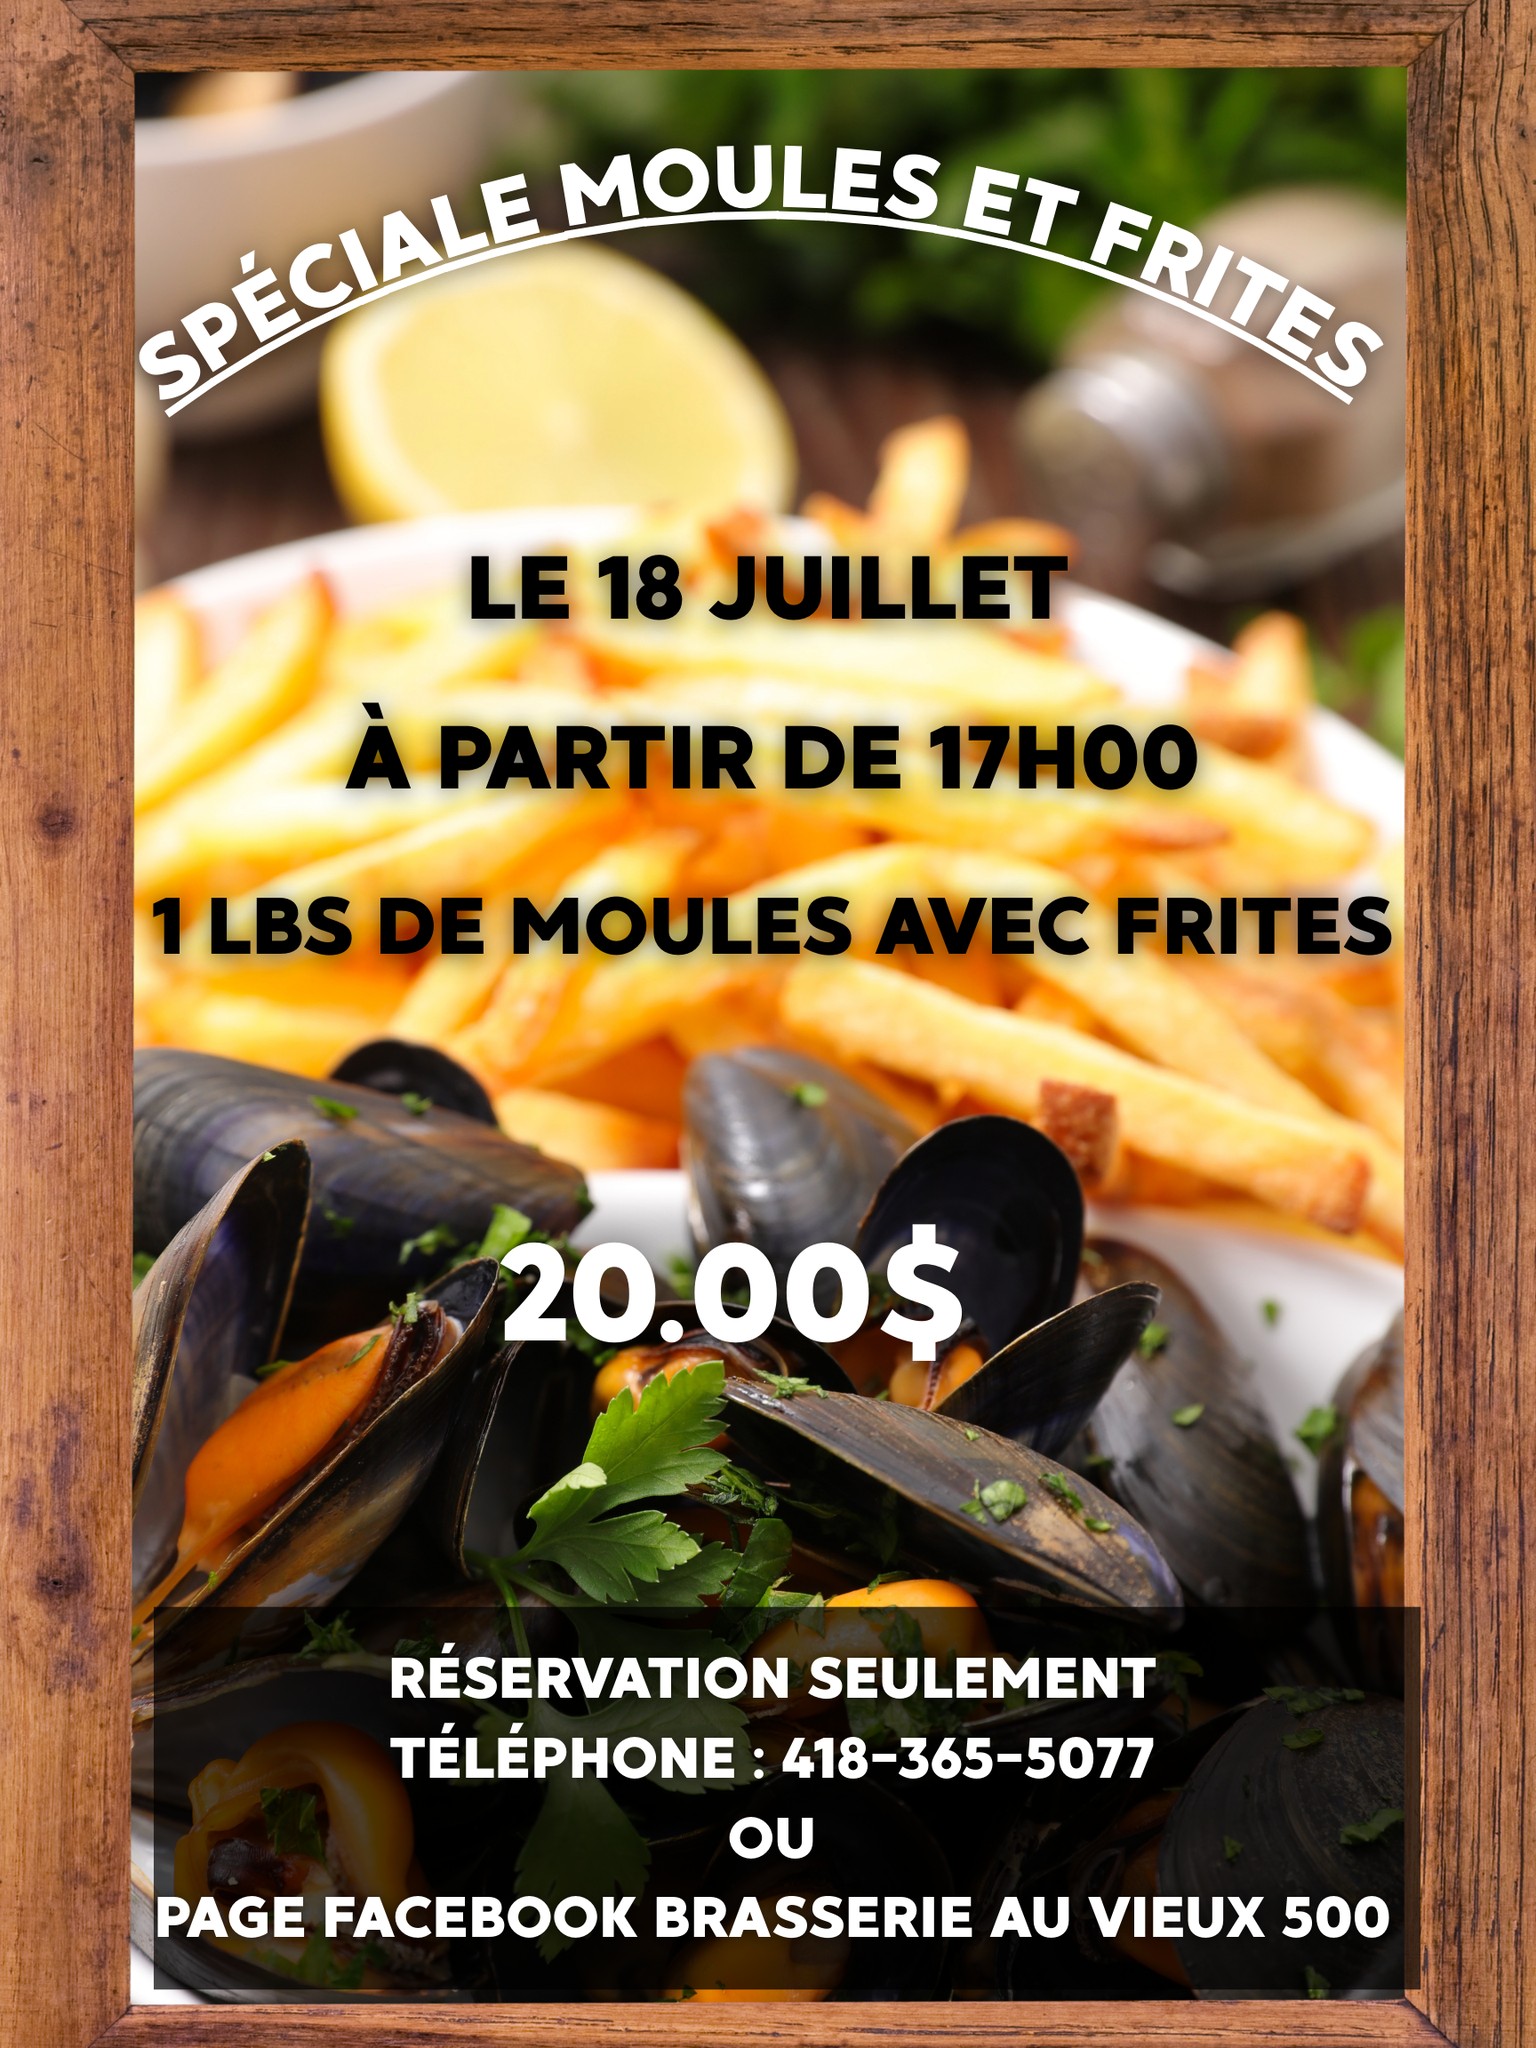 SPÉCIALE MOULES ET FRITES
LE 18 JUILLET
À PARTIR DE 17H00
1 LBS DE MOULES AVEC FRITES
20.00$
RÉSERVATION SEULEMENT
TÉLÉPHONE : 418-365-5077
OU
PAGE FACEBOOK BRASSERIE AU VIEUX 500